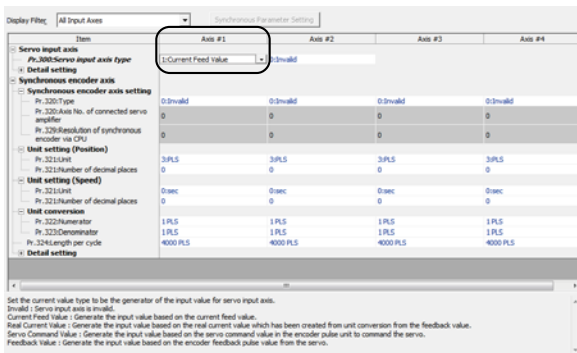 Display Filter All Input Axes Synchronous Parameter Setting
Item Axis #1 Axis #2 Axis #3 Axis #4
Servo input axis
Pr.300:Servo input axis type 1:Current Feed Value 0:Invalid
Detail setting
Synchronous encoder axis
Synchronous encoder axis setting
Pr.320:Type 0:Invalid 0:Invalid 0:Invalid 0:Invalid
Pr.320:Axis No. of connected servo amplifier 0 0 0 0
Pr.329:Resolution of synchronous encoder via CPU 0 0 0 0
Unit setting (Position)
Pr.321:Unit 3:PLS 3:PLS 3:PLS 3:PLS
Pr.321:Number of decimal places 0 0 0 0
Unit setting (Speed)
Pr.321:Unit 0:sec 0:sec 0:sec 0:sec
Pr.321:Number of decimal places 0 0 0 0
Unit conversion
Pr.322:Numerator 1 PLS 1 PLS 1 PLS 1 PLS
Pr.323:Denominator 1 PLS 1 PLS 1 PLS 1 PLS
Pr.324:Length per cycle 4000 PLS 4000 PLS 4000 PLS 4000 PLS
Detail setting
Set the current value type to be the generator of the input value for servo input axis.
Invalid : Servo input axis is invalid.
Current Feed Value : Generate the input value based on the current feed value.
Real Current Value : Generate the input value based on the real current value which has been created from unit conversion from the feedback value.
Servo Command Value : Generate the input value based on the servo command value in the encoder pulse unit to command the servo.
Feedback Value : Generate the input value based on the encoder feedback pulse value from the servo.